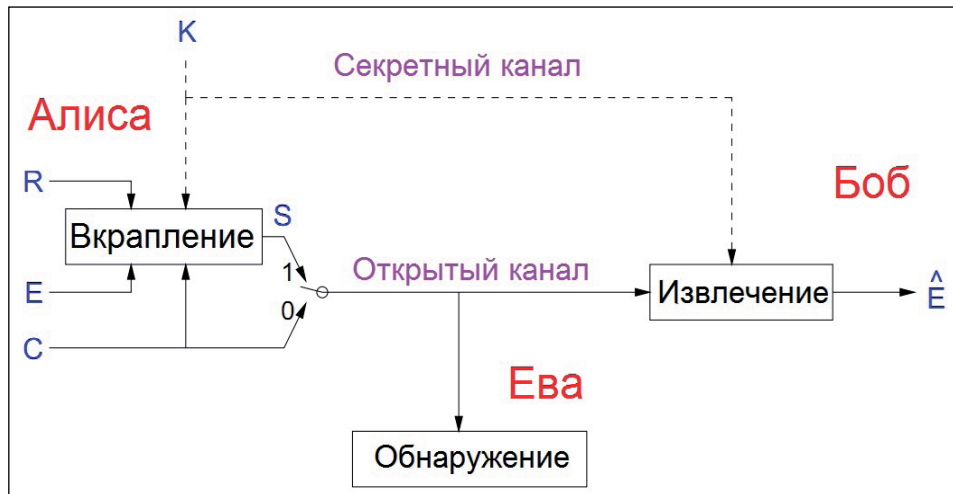 K
Секретный канал
Алиса
R
Боб
Вкрапление
S
Открытый канал
1
E
Извлечение
Ê
0
C
Ева
Обнаружение